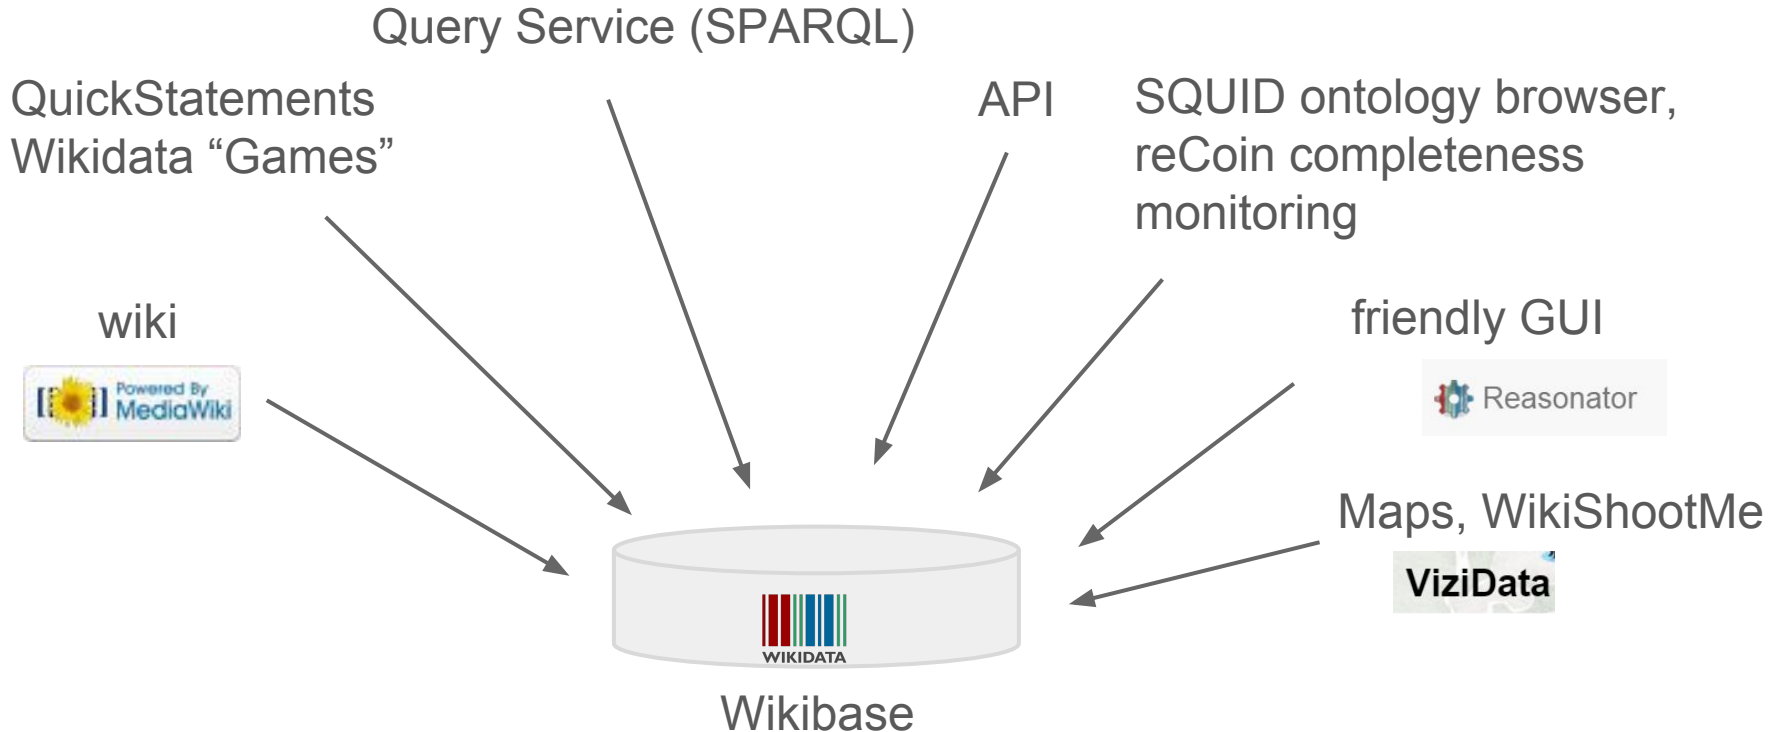 Query Service (SPARQL)
QuickStatements
Wikidata “Games”
API
SQUID ontology browser,
reCoin completeness
monitoring
wiki
Powered By
MediaWiki
friendly GUI
Reasonator
Maps, WikiShootMe
ViziData
WIKIDATA
Wikibase